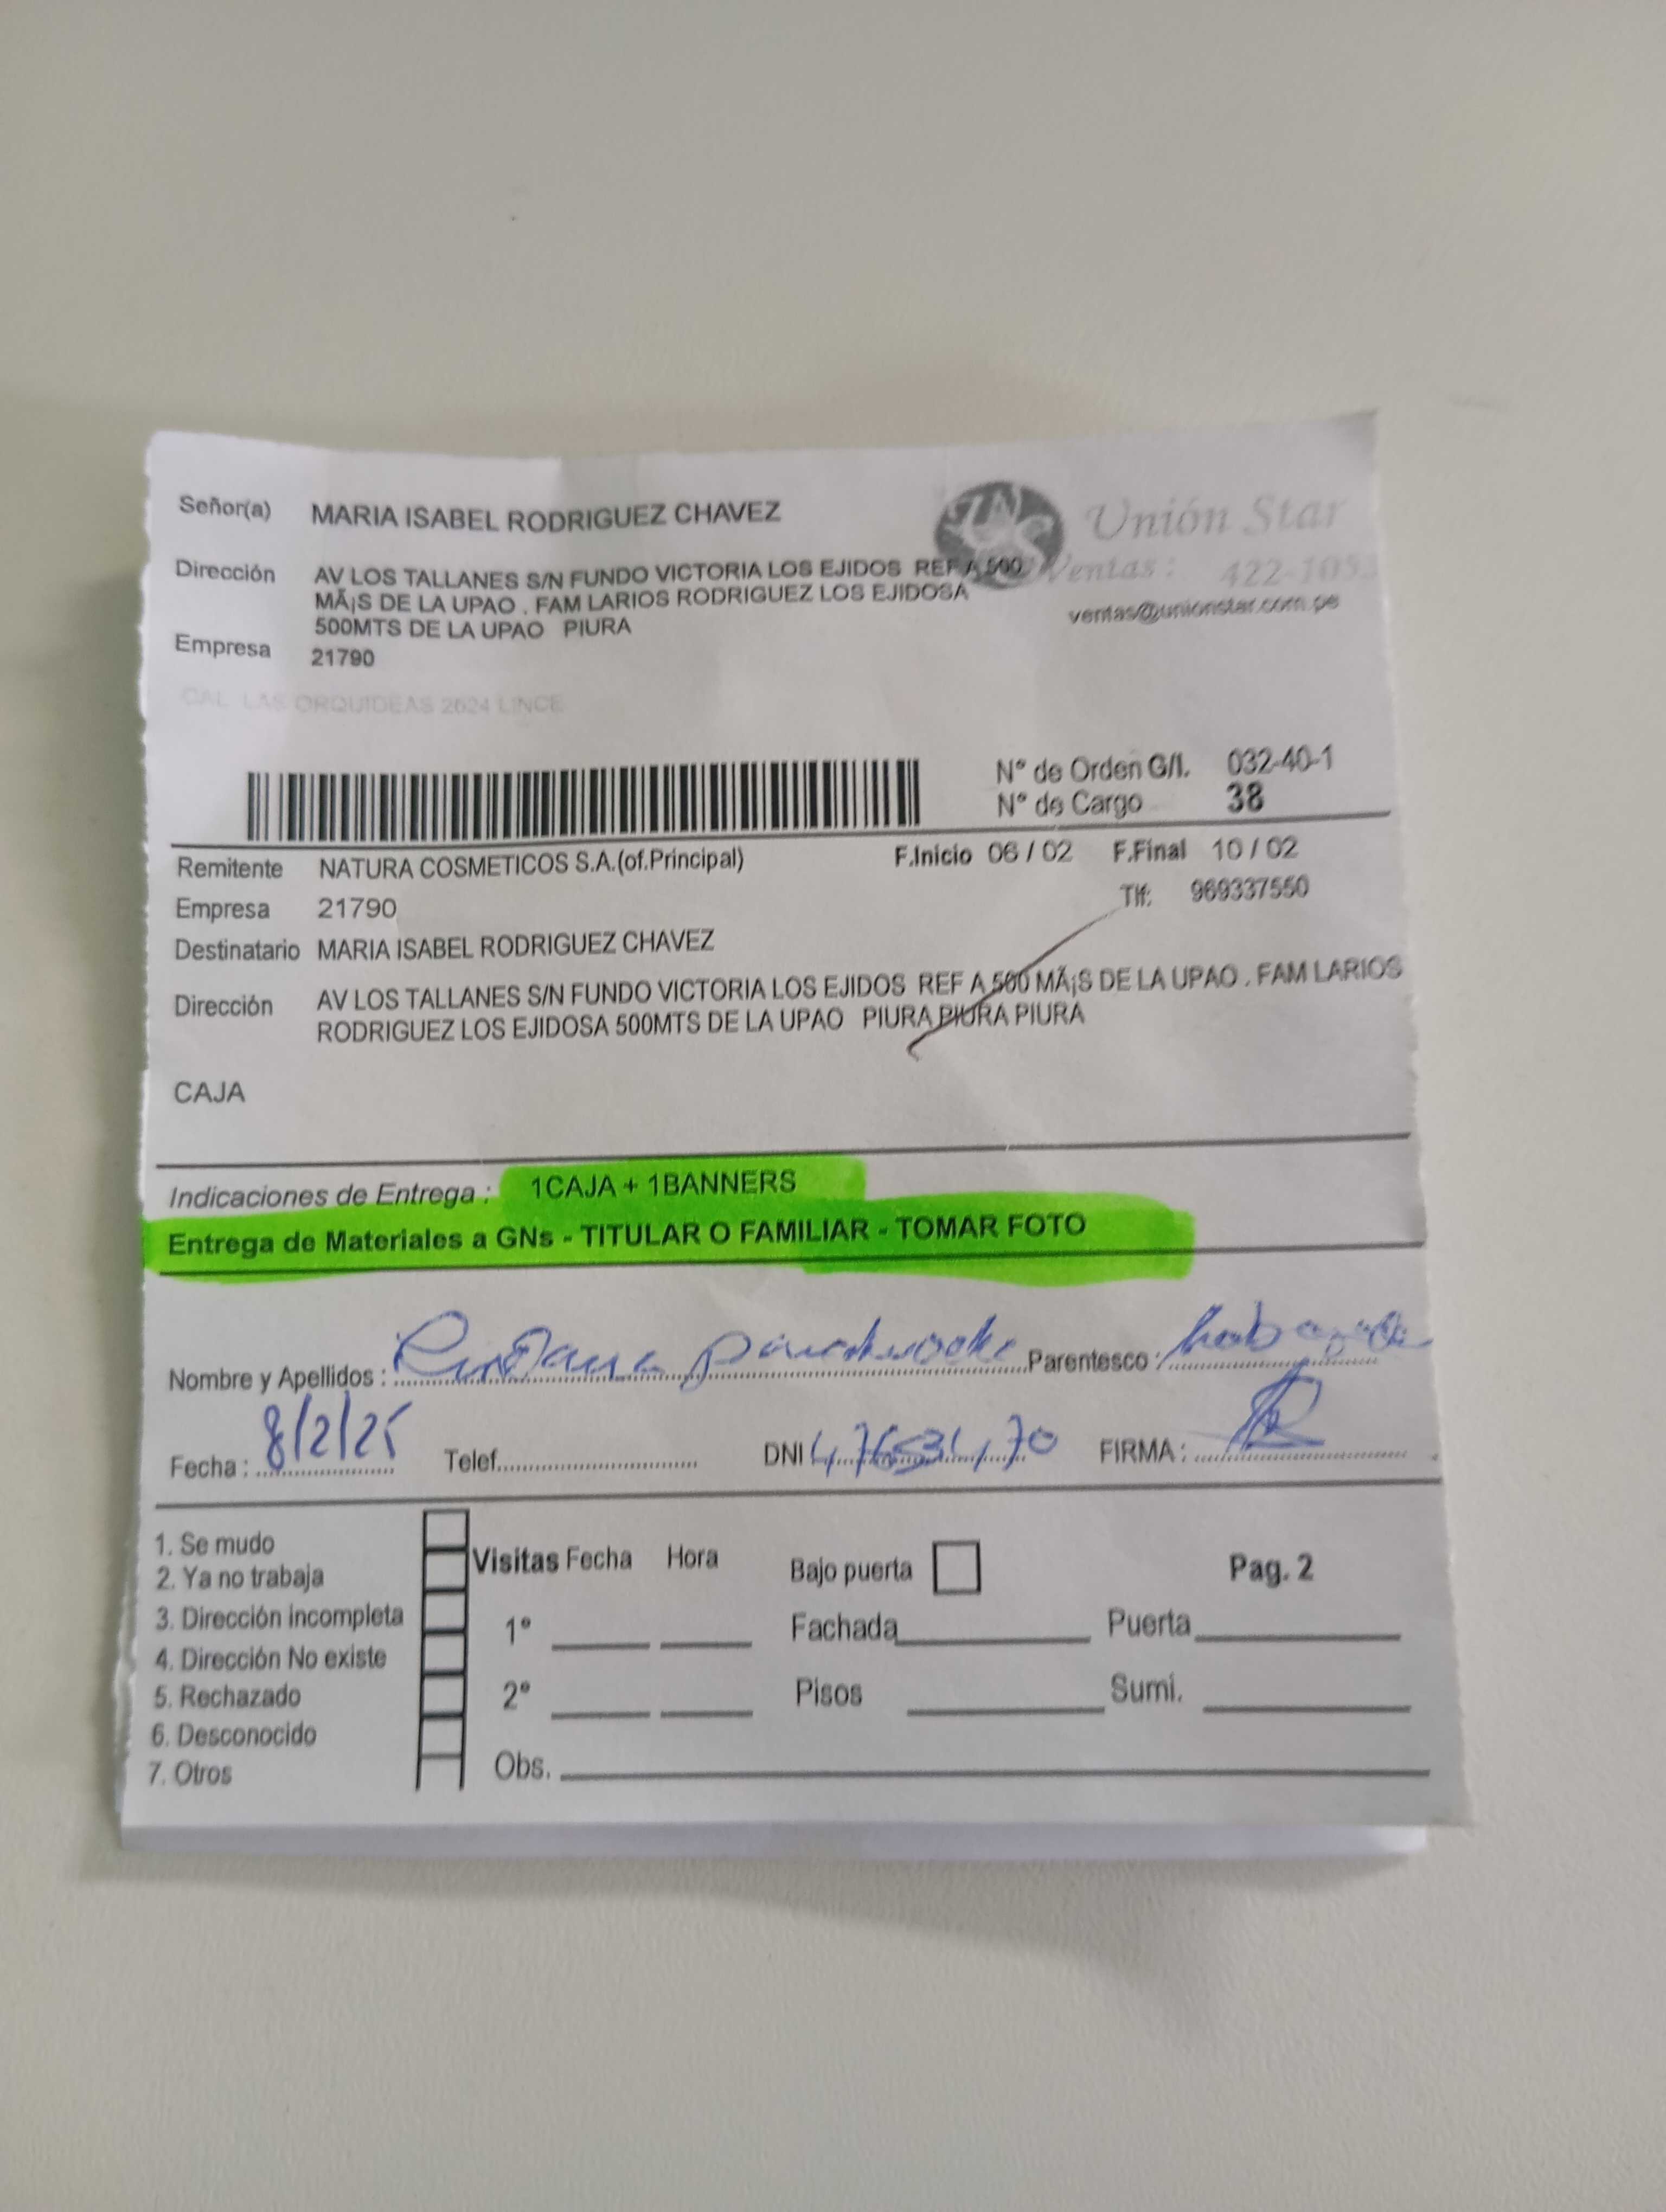 Señor(a) MARIA ISABEL RODRIGUEZ CHAVEZ
Unión Star
Dirección AV LOS TALLANES S/N FUNDO VICTORIA LOS EJIDOS REF A 500
Ventas: 422-1053
MÃ¡S DE LA UPAO . FAM LARIOS RODRIGUEZ LOS EJIDOSA
ventas@unionstar.com.pe
500MTS DE LA UPAO PIURA
Empresa 21790
CAL LAS ORQUIDEAS 2624 LINCE
N° de Orden G/I. 032-40-1
N° de Cargo 38
Remitente NATURA COSMETICOS S.A.(of.Principal) F.Inicio 06 / 02 F.Final 10 / 02
Empresa 21790 Tlf: 969337550
Destinatario MARIA ISABEL RODRIGUEZ CHAVEZ
Dirección AV LOS TALLANES S/N FUNDO VICTORIA LOS EJIDOS REF A 500 MÃ¡S DE LA UPAO . FAM LARIOS
RODRIGUEZ LOS EJIDOSA 500MTS DE LA UPAO PIURA PIURA PIURA
CAJA
Indicaciones de Entrega : 1CAJA + 1BANNERS
Entrega de Materiales a GNs - TITULAR O FAMILIAR - TOMAR FOTO
Nombre y Apellidos : Parentesco :
Fecha : 8/2/25 Telef. DNI FIRMA :
1. Se mudo
2. Ya no trabaja
3. Dirección incompleta
4. Dirección No existe
5. Rechazado
6. Desconocido
7. Otros
Visitas Fecha Hora Bajo puerta Pag. 2
1° Fachada Puerta
2° Pisos Sumi.
Obs.